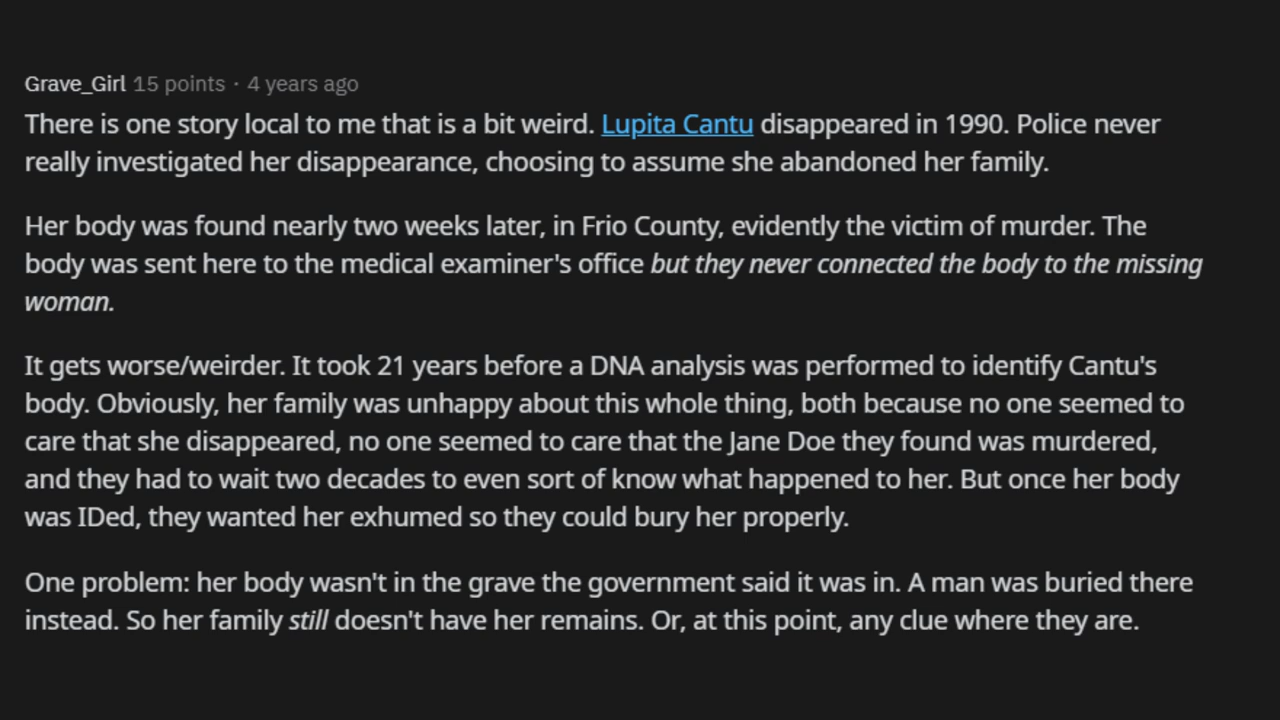 Grave_Girl 15 points · 4 years ago
There is one story local to me that is a bit weird. Lupita Cantu disappeared in 1990. Police never
really investigated her disappearance, choosing to assume she abandoned her family.
Her body was found nearly two weeks later, in Frio County, evidently the victim of murder. The
body was sent here to the medical examiner's office but they never connected the body to the missing
woman.
It gets worse/weirder. It took 21 years before a DNA analysis was performed to identify Cantu's
body. Obviously, her family was unhappy about this whole thing, both because no one seemed to
care that she disappeared, no one seemed to care that the Jane Doe they found was murdered,
and they had to wait two decades to even sort of know what happened to her. But once her body
was IDed, they wanted her exhumed so they could bury her properly.
One problem: her body wasn't in the grave the government said it was in. A man was buried there
instead. So her family still doesn't have her remains. Or, at this point, any clue where they are.